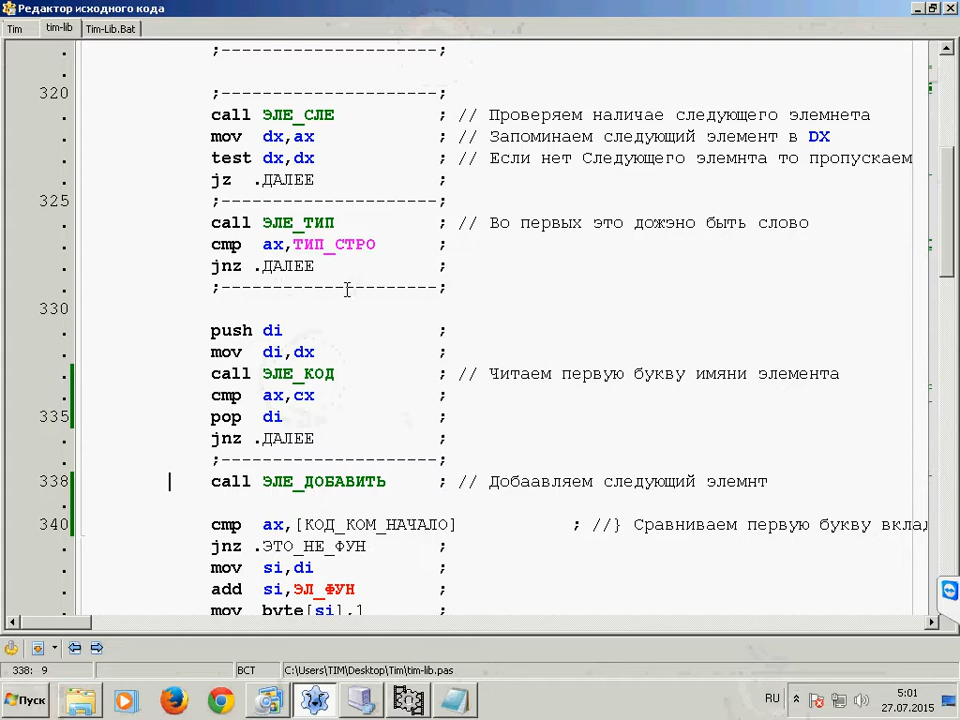 Редактор исходного кода
Tim tim-lib Tim-Lib.Bat
. ;---------------------;
.
320 ;---------------------;
. call ЭЛЕ_СЛЕ ; // Проверяем наличае следующего элемнета
. mov dx,ax ; // Запоминаем следующий элемент в DX
. test dx,dx ; // Если нет Следующего элемнта то пропускаем
. jz .ДАЛЕЕ ;
325 ;---------------------;
. call ЭЛЕ_ТИП ; // Во первых это дожэно быть слово
. cmp ax,ТИП_СТРО ;
. jnz .ДАЛЕЕ ;
. ;---------------------;
330
. push di ;
. mov di,dx ;
. call ЭЛЕ_КОД ; // Читаем первую букву имяни элемента
. cmp ax,cx ;
335 pop di ;
. jnz .ДАЛЕЕ ;
. ;---------------------;
338 call ЭЛЕ_ДОБАВИТЬ ; // Добаавляем следующий элемнт
.
340 cmp ax,[КОД_КОМ_НАЧАЛО] ; //} Сравниваем первую букву вклад
. jnz .ЭТО_НЕ_ФУН ;
. mov si,di ;
. add si,ЭЛ_ФУН ;
. mov byte[si],1 ;
338: 9 ВСТ C:\Users\TIM\Desktop\Tim\tim-lib.pas
Пуск RU 5:01
27.07.2015